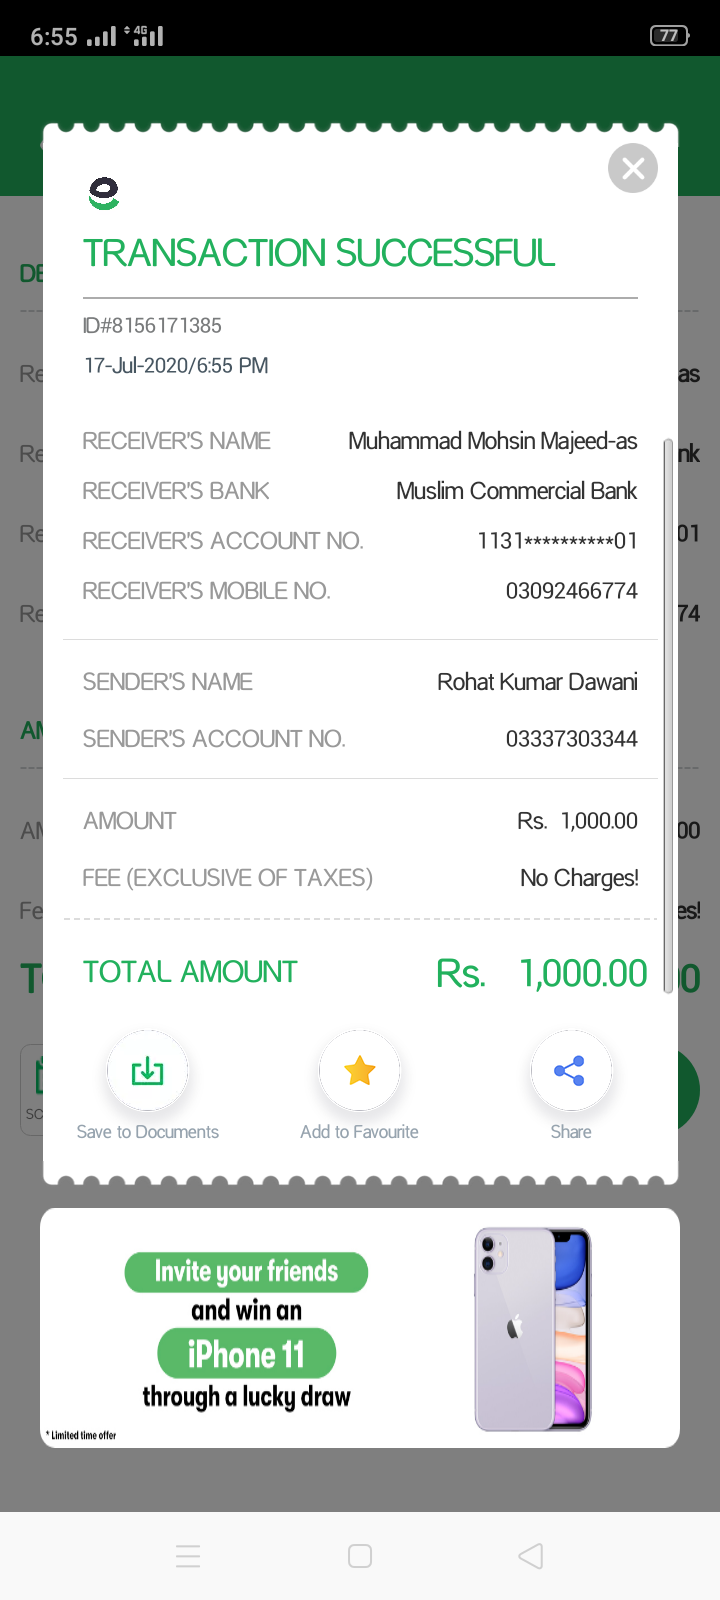 6:55 4G 77
TRANSACTION SUCCESSFUL
ID#8156171385
17-Jul-2020/6:55 PM
RECEIVER'S NAME Muhammad Mohsin Majeed-as
RECEIVER'S BANK Muslim Commercial Bank
RECEIVER'S ACCOUNT NO. 1131**********01
RECEIVER'S MOBILE NO. 03092466774
SENDER'S NAME Rohat Kumar Dawani
SENDER'S ACCOUNT NO. 03337303344
AMOUNT Rs. 1,000.00
FEE (EXCLUSIVE OF TAXES) No Charges!
TOTAL AMOUNT Rs. 1,000.00
Save to Documents Add to Favourite Share
Invite your friends
and win an
iPhone 11
through a lucky draw
* Limited time offer